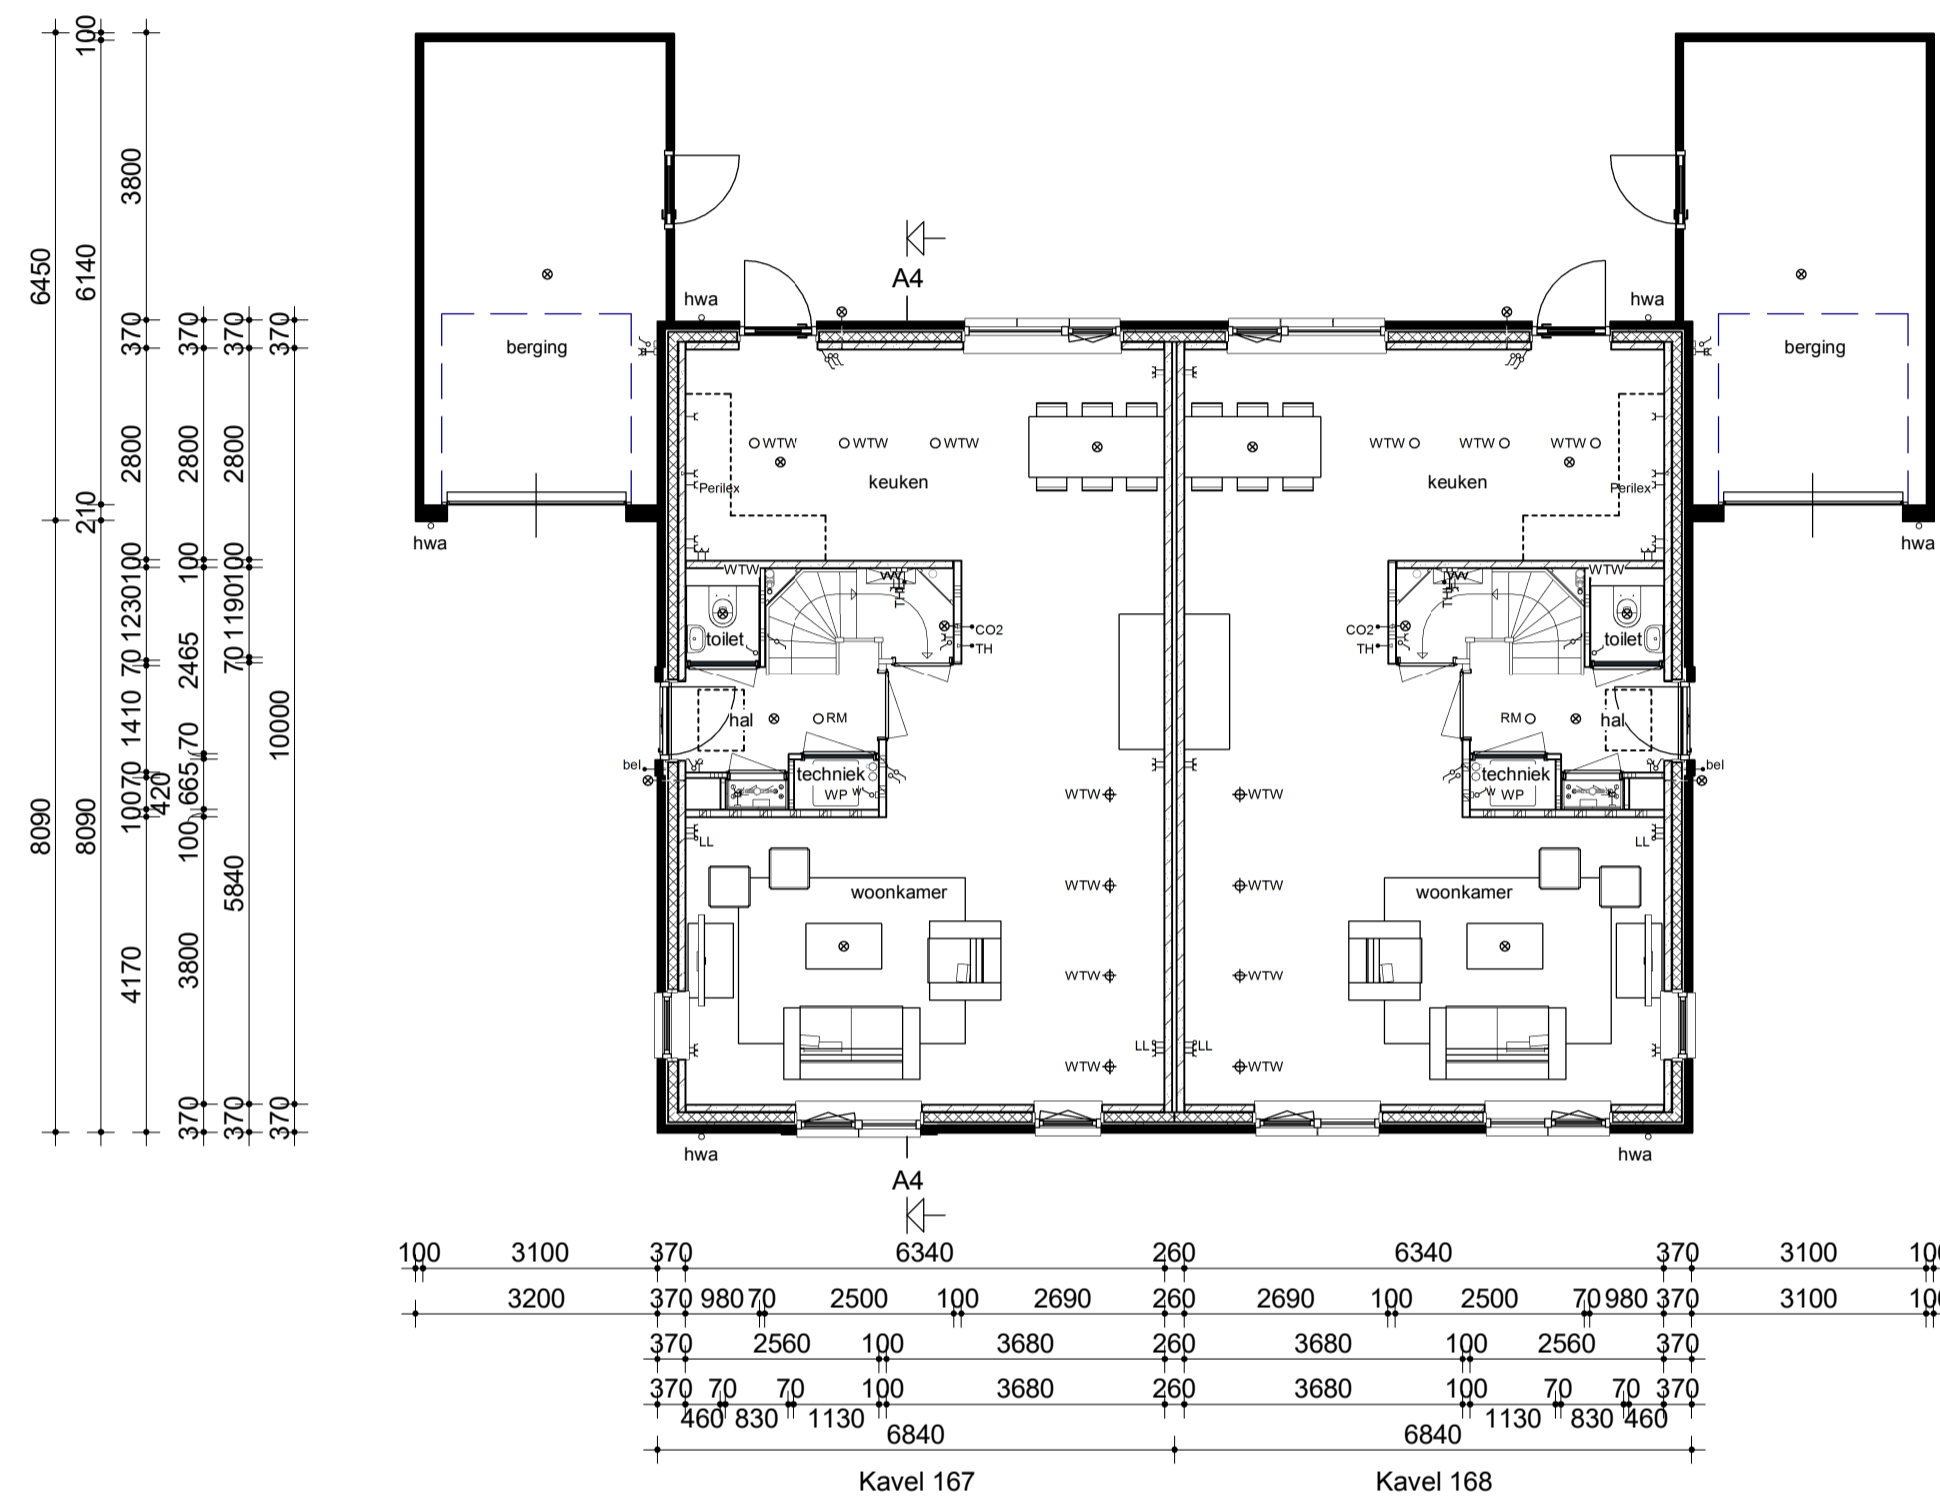 100
3800
6450
6140
370
370
370
370
2800
2800
2800
210
100
100
100
1230
1190
2465
70
70
1410
70
10000
70
420
665
100
100
8090
8090
5840
4170
3800
370
370
370
A4
hwa
hwa
berging
berging
WTW
WTW
WTW
WTW
WTW
WTW
keuken
keuken
Perilex
Perilex
hwa
hwa
WTW
WTW
TH
TH
toilet
CO2
CO2
toilet
TH
TH
hal
RM
RM
hal
bel
techniek
techniek
bel
WP
W
W
WP
WTW
WTW
LL
LL
woonkamer
WTW
WTW
woonkamer
WTW
WTW
LL
LL
WTW
WTW
hwa
hwa
A4
100 3100 370 6340 260 6340 370 3100 100
3200 370 980 70 2500 100 2690 260 2690 100 2500 70 980 370 3100 100
370 2560 100 3680 260 3680 100 2560 370
370 70 70 100 3680 260 3680 100 70 70 370
460 830 1130 1130 830 460
6840 6840
Kavel 167 Kavel 168